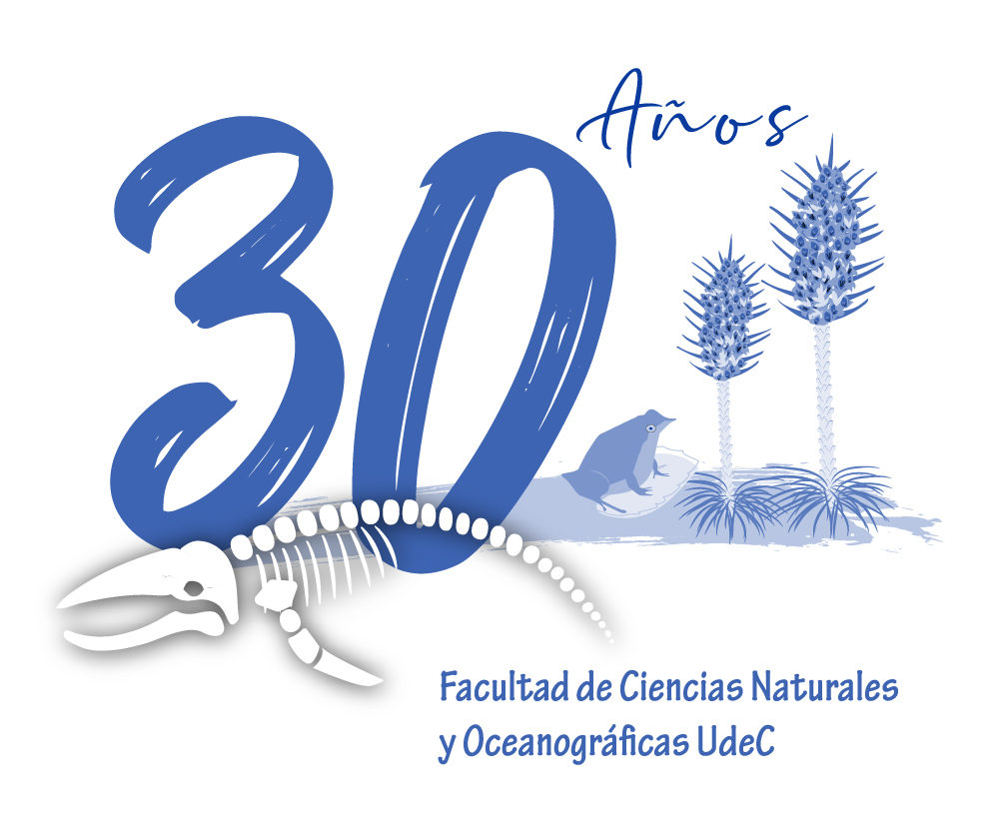 30 Años
Facultad de Ciencias Naturales
y Oceanográficas UdeC